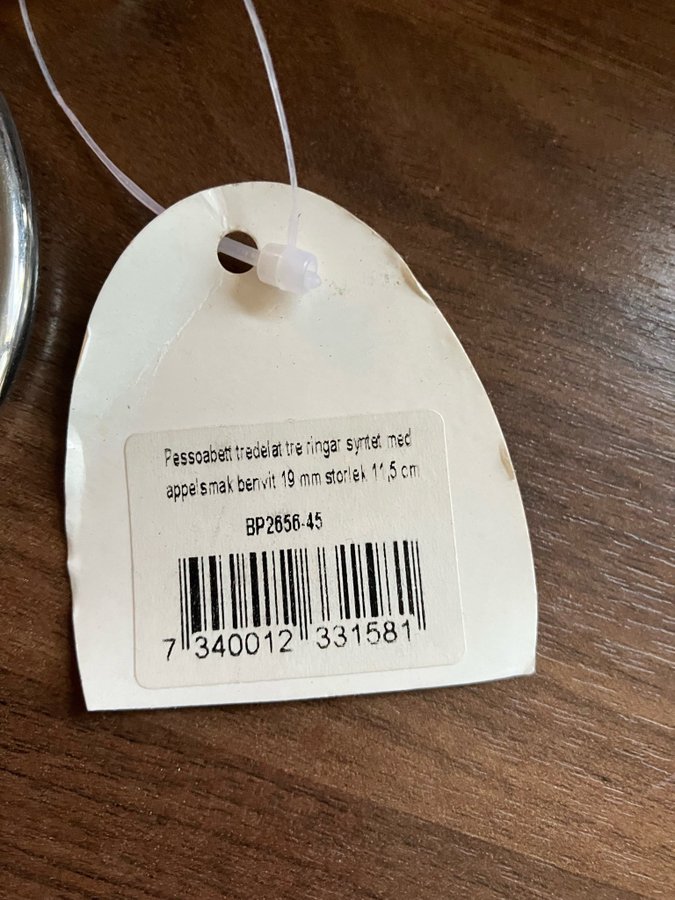 Pessoabett tredelat tre ringar syntet med
appelsmak benvit 19 mm storlek 11,5 cm
BP2656-45
7 340012 331581